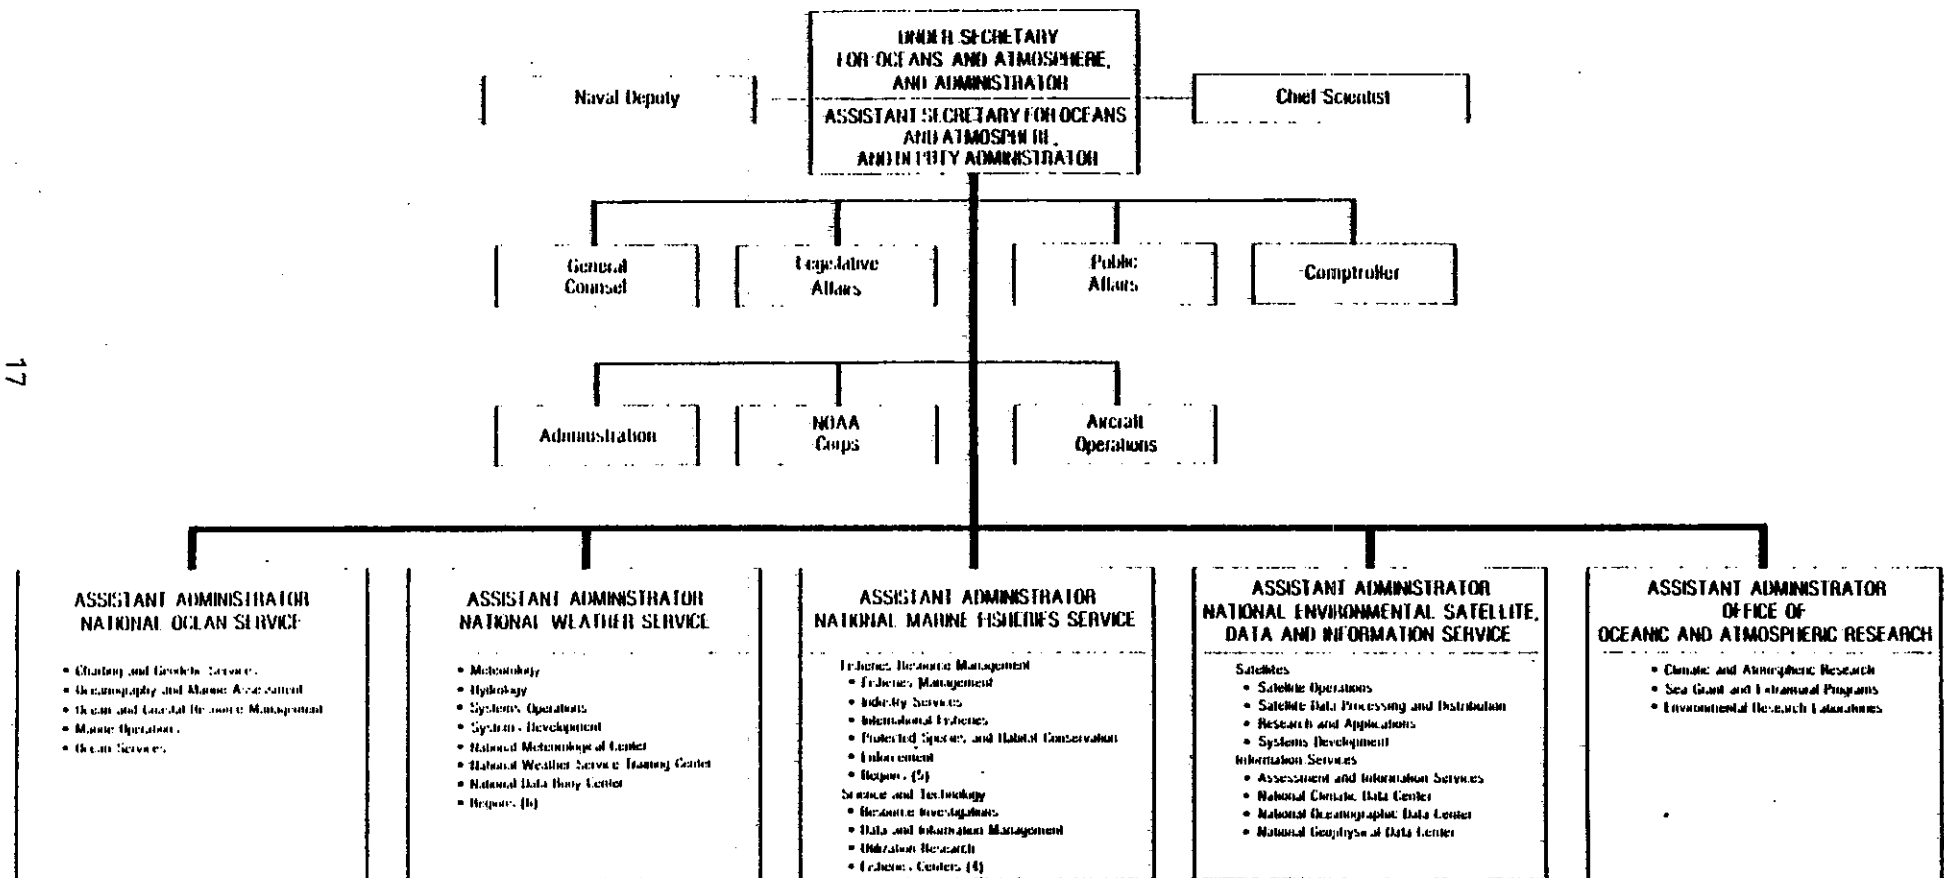 UNDER SECRETARY
FOR OCEANS AND ATMOSPHERE,
AND ADMINISTRATOR
ASSISTANT SECRETARY FOR OCEANS
AND ATMOSPHERE,
AND DEPUTY ADMINISTRATOR
Naval Deputy
Chief Scientist
General
Counsel
Legislative
Affairs
Public
Affairs
Comptroller
17
Administration
NOAA
Corps
Aircraft
Operations
ASSISTANT ADMINISTRATOR
NATIONAL OCEAN SERVICE
• Charting and Geodetic Services
• Oceanography and Marine Assessment
• Ocean and Coastal Resource Management
• Marine Operations
• Ocean Services
ASSISTANT ADMINISTRATOR
NATIONAL WEATHER SERVICE
• Meteorology
• Hydrology
• Systems Operations
• Systems Development
• National Meteorological Center
• National Weather Service Training Center
• National Data Buoy Center
• Regions (6)
ASSISTANT ADMINISTRATOR
NATIONAL MARINE FISHERIES SERVICE
Fisheries Resource Management
• Fisheries Management
• Industry Services
• International Fisheries
• Protected Species and Habitat Conservation
• Enforcement
• Regions (5)
Science and Technology
• Resource Investigations
• Data and Information Management
• Utilization Research
• Fisheries Centers (4)
ASSISTANT ADMINISTRATOR
NATIONAL ENVIRONMENTAL SATELLITE,
DATA AND INFORMATION SERVICE
Satellites
• Satellite Operations
• Satellite Data Processing and Distribution
• Research and Applications
• Systems Development
Information Services
• Assessment and Information Services
• National Climatic Data Center
• National Oceanographic Data Center
• National Geophysical Data Center
ASSISTANT ADMINISTRATOR
OFFICE OF
OCEANIC AND ATMOSPHERIC RESEARCH
• Climatic and Atmospheric Research
• Sea Grant and Extramural Programs
• Environmental Research Laboratories